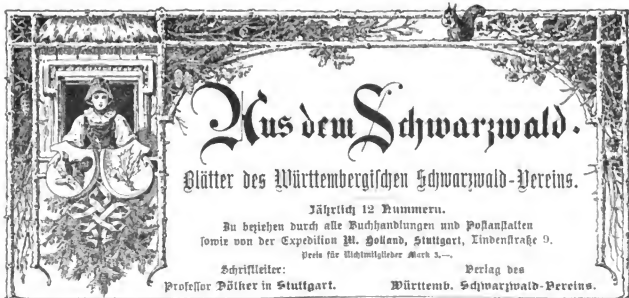 Aus dem Schwarzwald.
Blätter des Württembergischen Schwarzwald-Vereins.
Jährlich 12 Nummern.
Zu beziehen durch alle Buchhandlungen und Postanstalten
sowie von der Expedition M. Holland, Stuttgart, Lindenstraße 9.
Preis für Nichtmitglieder Mark 3,—.
Schriftleiter:
Professor Dölker in Stuttgart.
Verlag des
Württemb. Schwarzwald-Vereins.